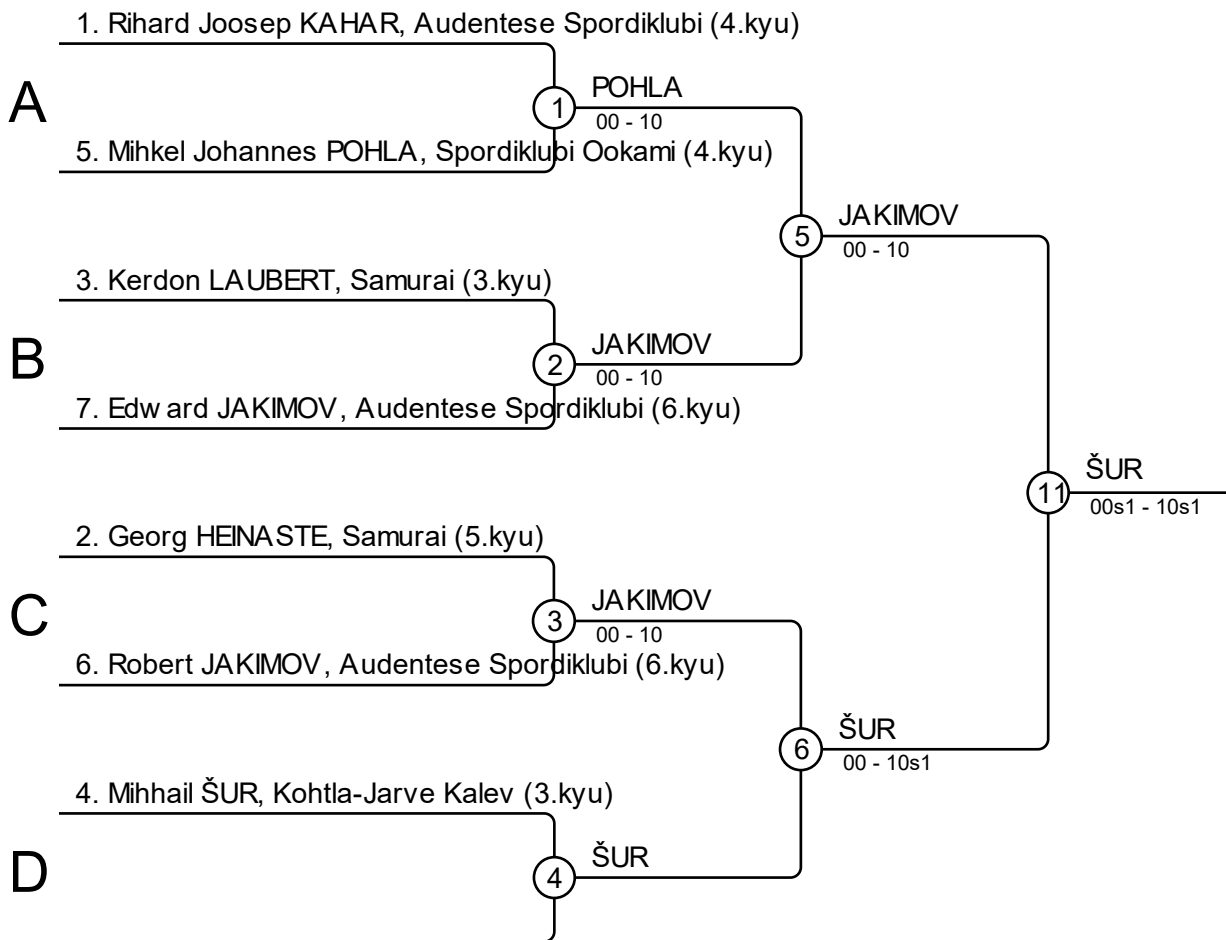 1. Rihard Joosep KAHAR, Audentese Spordiklubi (4.kyu)
A
1
POHLA
00 - 10
5. Mihkel Johannes POHLA, Spordiklubi Ookami (4.kyu)
5
JAKIMOV
00 - 10
3. Kerdon LAUBERT, Samurai (3.kyu)
B
2
JAKIMOV
00 - 10
7. Edward JAKIMOV, Audentese Spordiklubi (6.kyu)
11
ŠUR
00s1 - 10s1
2. Georg HEINASTE, Samurai (5.kyu)
C
3
JAKIMOV
00 - 10
6. Robert JAKIMOV, Audentese Spordiklubi (6.kyu)
6
ŠUR
00 - 10s1
4. Mihhail ŠUR, Kohtla-Jarve Kalev (3.kyu)
D
4
ŠUR